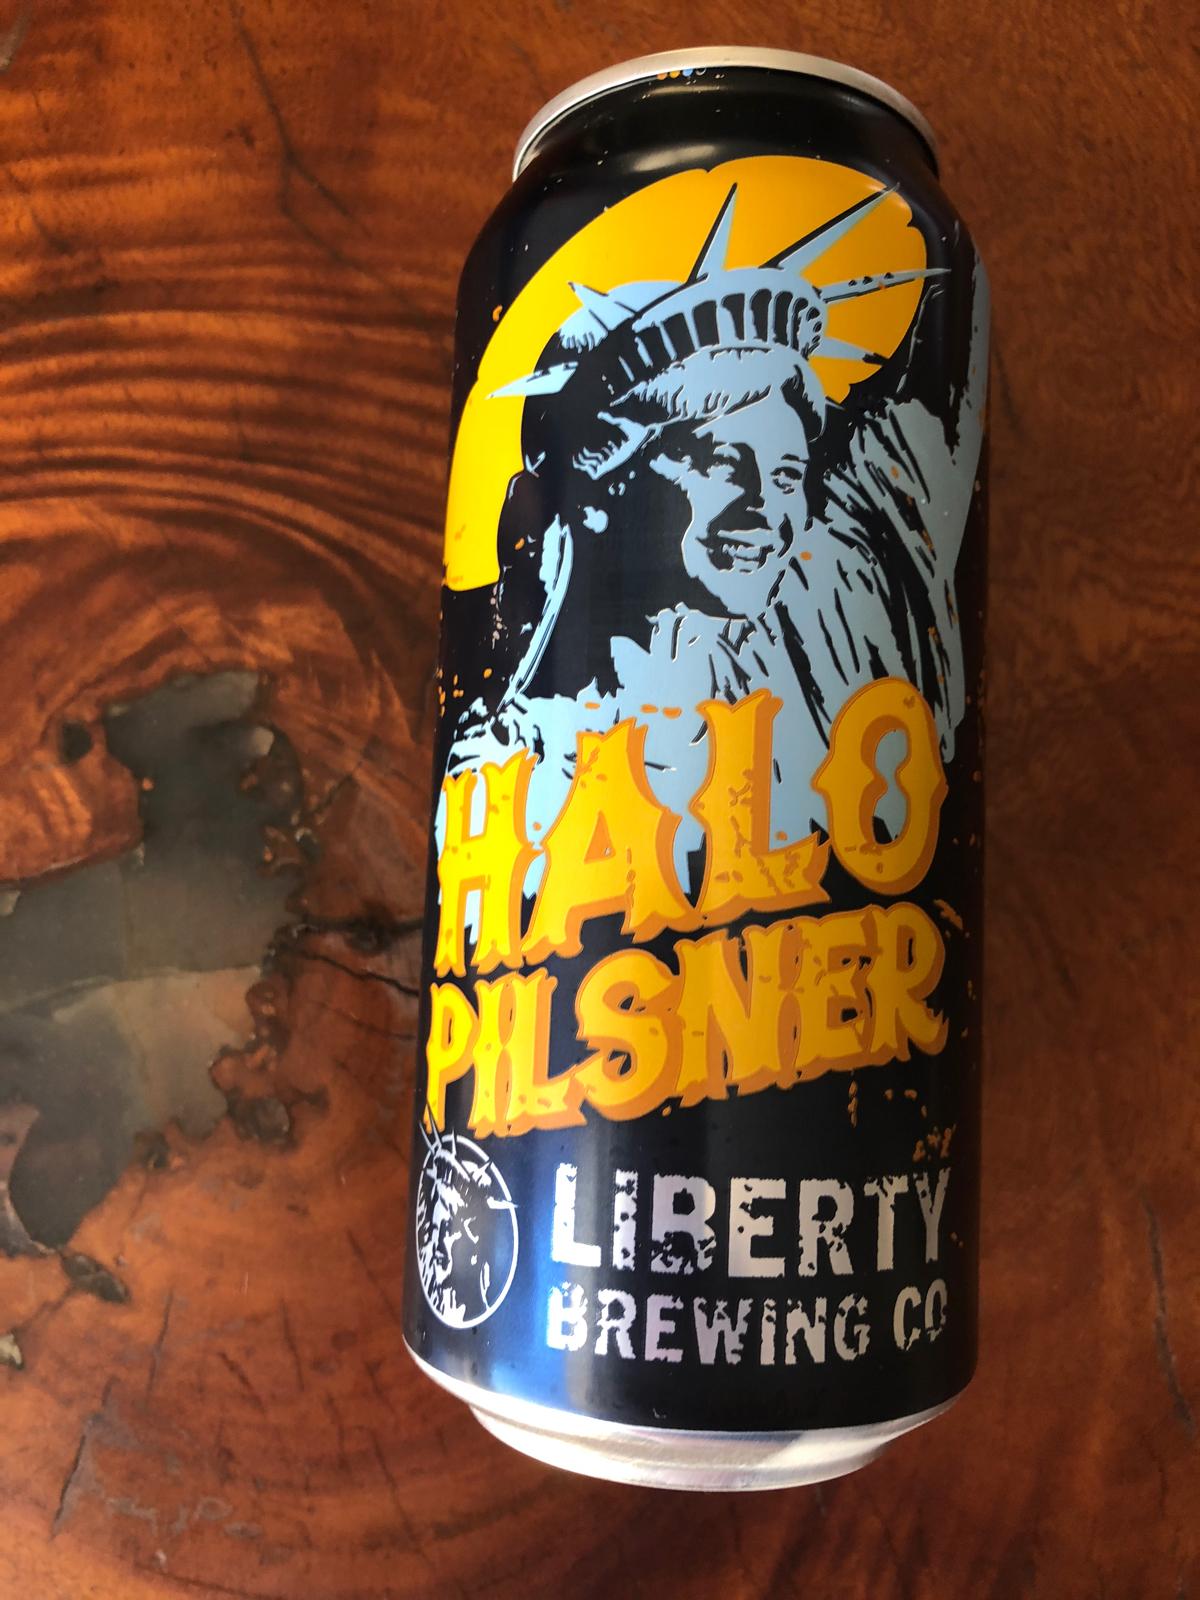 HALO
PILSNER
LIBERTY
BREWING CO